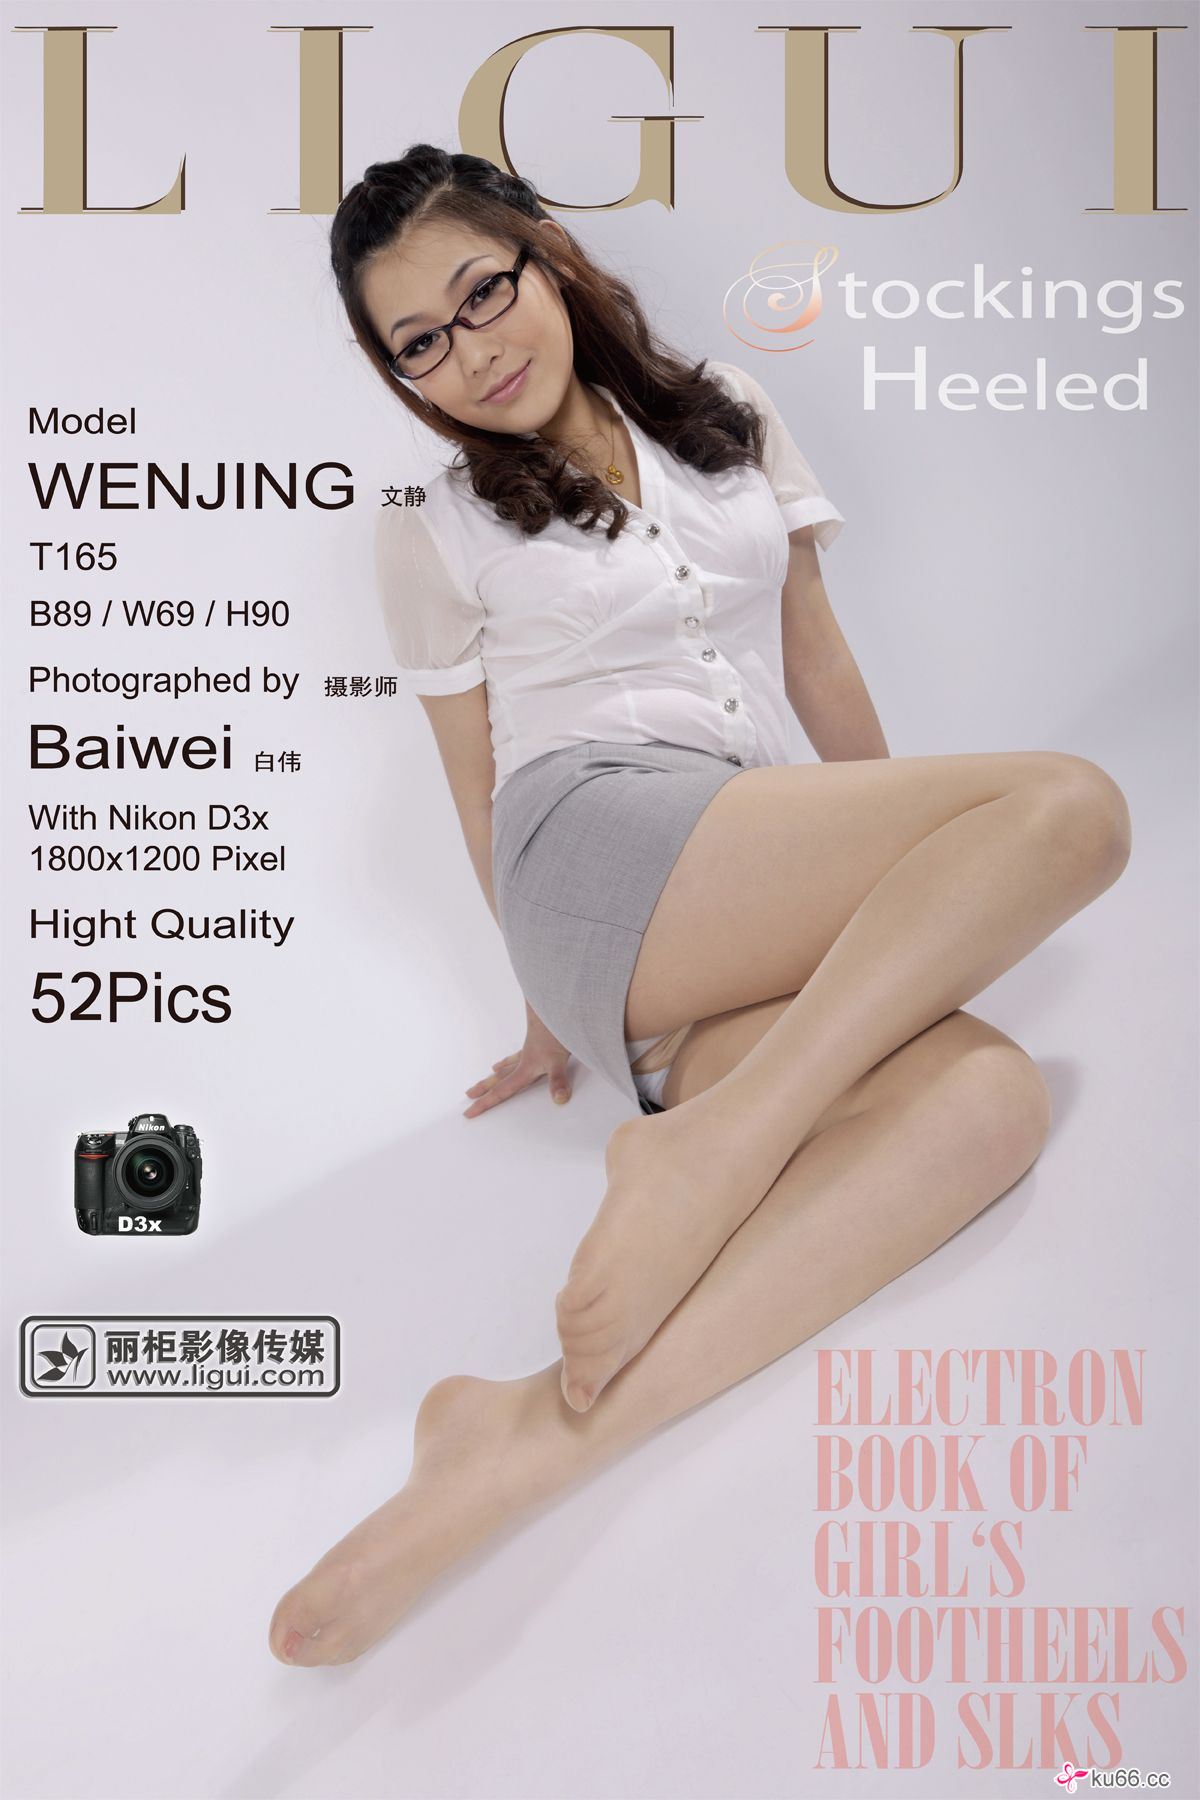 LIGUI
Stockings
Heeled
Model
WENJING 文静
T165
B89 / W69 / H90
Photographed by 摄影师
Baiwei 白伟
With Nikon D3x
1800x1200 Pixel
Hight Quality
52Pics
Nikon
D3x
丽柜影像传媒
www.ligui.com
ELECTRON
BOOK OF
GIRL‘S
FOOTHEELS
AND SLKS
ku66.cc